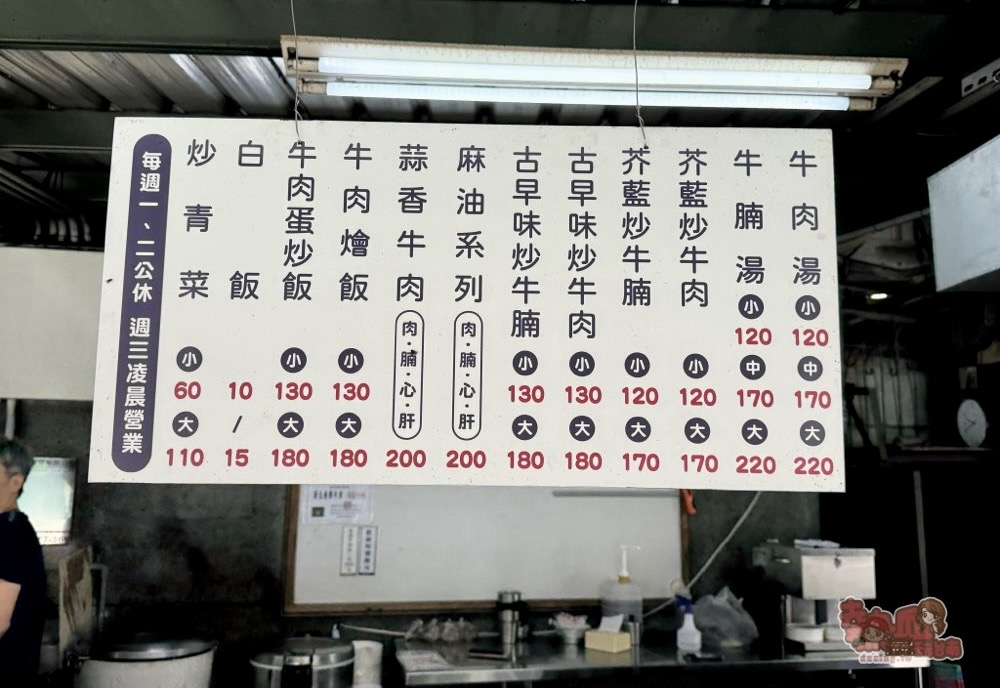 牛肉湯 小 120 中 170 大 220
牛腩湯 小 120 中 170 大 220
芥藍炒牛肉 小 120 大 170
芥藍炒牛腩 小 120 大 170
古早味炒牛肉 小 130 大 180
古早味炒牛腩 小 130 大 180
麻油系列 肉·腩·心·肝 200
蒜香牛肉 肉·腩·心·肝 200
牛肉燴飯 小 130 大 180
牛肉蛋炒飯 小 130 大 180
白飯 10 / 15
炒青菜 小 60 大 110
每週一、二公休 週三凌晨營業